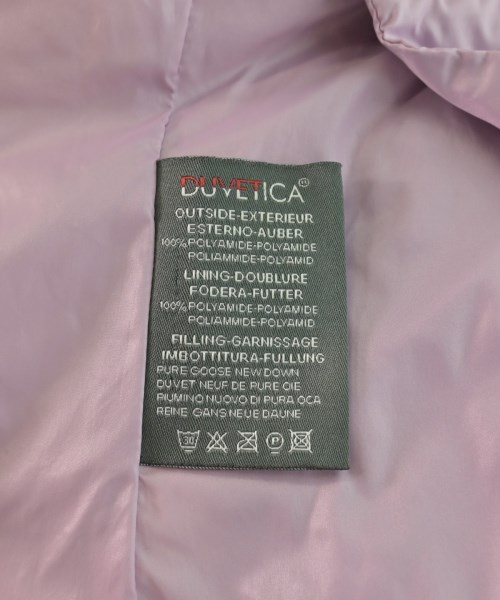 DUVETICA®
OUTSIDE-EXTERIEUR
ESTERNO-AUBER
100% POLYAMIDE-POLYAMIDE
POLIAMMIDE-POLYAMID
LINING-DOUBLURE
FODERA-FUTTER
100% POLYAMIDE-POLYAMIDE
POLIAMMIDE-POLYAMID
FILLING-GARNISSAGE
IMBOTTITURA-FULLUNG
PURE GOOSE NEW DOWN
DUVET NEUF DE PURE OIE
PIUMINO NUOVO DI PURA OCA
REINE GANS NEUE DAUNE
30 P